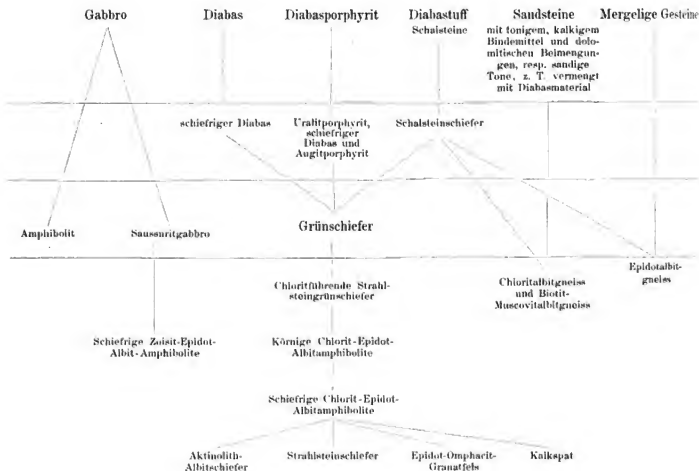 Gabbro
Diabas
Diabasporphyrit
Diabastuff
Schalsteine
Sandsteine
mit tonigem, kalkigem
Bindemittel und dolo-
mitischen Beimengun-
gen, resp. sandige
Tone, z. T. vermengt
mit Diabasmaterial
Mergelige Gesteine
schiefriger Diabas
Uralitporphyrit,
schiefriger
Diabas und
Augitporphyrit
Schalsteinschiefer
Amphibolit
Saussuritgabbro
Grünschiefer
Chloritführende Strahl-
steingrünschiefer
Chloritalbitgneiss
und Biotit-
Muscovitalbitgneiss
Epidotalbit-
gneiss
Schiefrige Zoisit-Epidot-
Albit-Amphibolite
Körnige Chlorit-Epidot-
Albitamphibolite
Schiefrige Chlorit-Epidot-
Albitamphibolite
Aktinolith-
Albitschiefer
Strahlsteinschiefer
Epidot-Omphacit-
Granatfels
Kalkspat